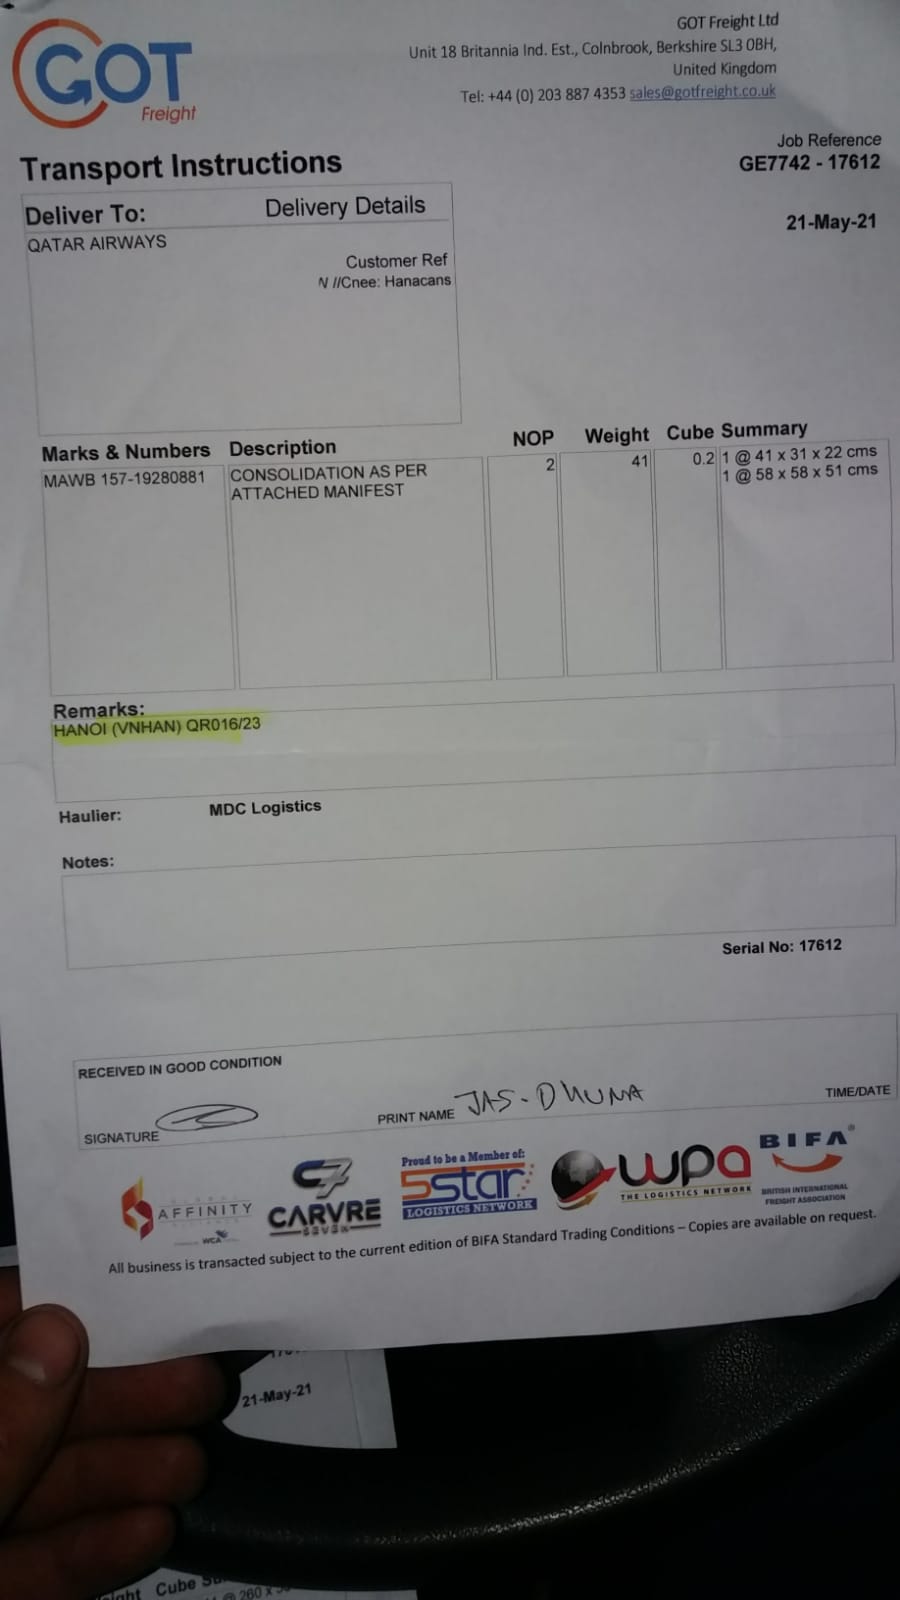 GOT
Freight
GOT Freight Ltd
Unit 18 Britannia Ind. Est., Colnbrook, Berkshire SL3 0BH,
United Kingdom
Tel: +44 (0) 203 887 4353 sales@gotfreight.co.uk
Transport Instructions
Job Reference
GE7742 - 17612
21-May-21
Deliver To: Delivery Details
QATAR AIRWAYS
Customer Ref
N //Cnee: Hanacans
Marks & Numbers Description NOP Weight Cube Summary
MAWB 157-19280881 CONSOLIDATION AS PER 2 41 0.2 1 @ 41 x 31 x 22 cms
ATTACHED MANIFEST 1 @ 58 x 58 x 51 cms
Remarks:
HANOI (VNHAN) QR016/23
Haulier: MDC Logistics
Notes:
Serial No: 17612
RECEIVED IN GOOD CONDITION
SIGNATURE PRINT NAME JAS-DHUNA TIME/DATE
AFFINITY
WCA
C7
CARVRE
SEVEN
Proud to be a Member of:
5star
LOGISTICS NETWORK
wpa
THE LOGISTICS NETWORK
BIFA®
BRITISH INTERNATIONAL
FREIGHT ASSOCIATION
All business is transacted subject to the current edition of BIFA Standard Trading Conditions – Copies are available on request.
21-May-21
Cube
@ 260 x